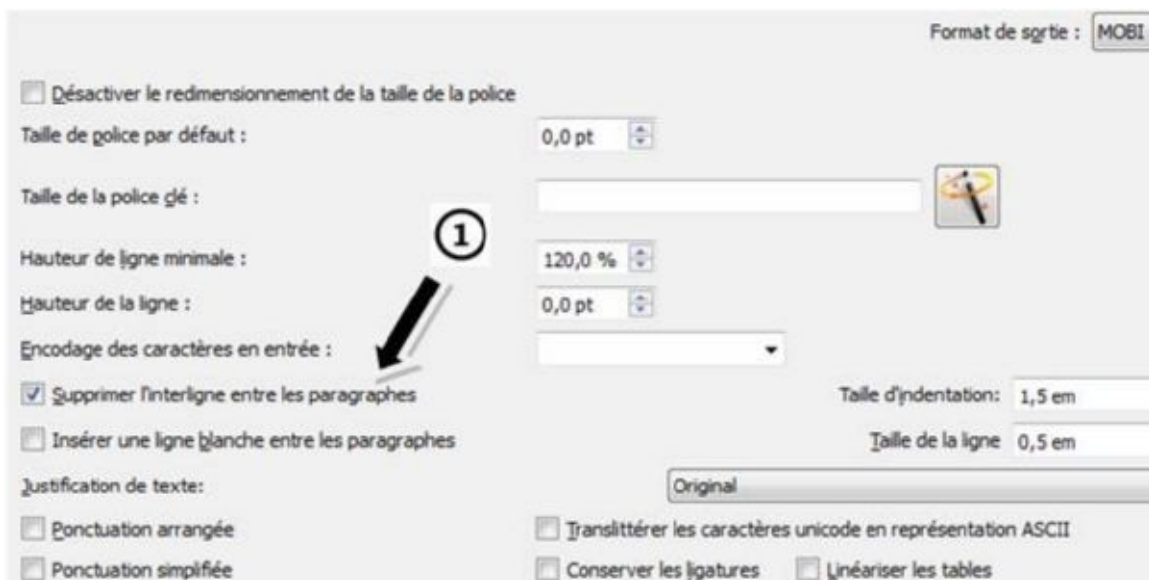 Format de sortie : MOBI
Désactiver le redimensionnement de la taille de la police
Taille de police par défaut : 0,0 pt
Taille de la police clé :
①
Hauteur de ligne minimale : 120,0 %
Hauteur de la ligne : 0,0 pt
Encodage des caractères en entrée :
Supprimer l'interligne entre les paragraphes Taille d'indentation: 1,5 em
Insérer une ligne blanche entre les paragraphes Taille de la ligne 0,5 em
Justification de texte: Original
Ponctuation arrangée Translittérer les caractères unicode en représentation ASCII
Ponctuation simplifiée Conserver les ligatures Linéariser les tables